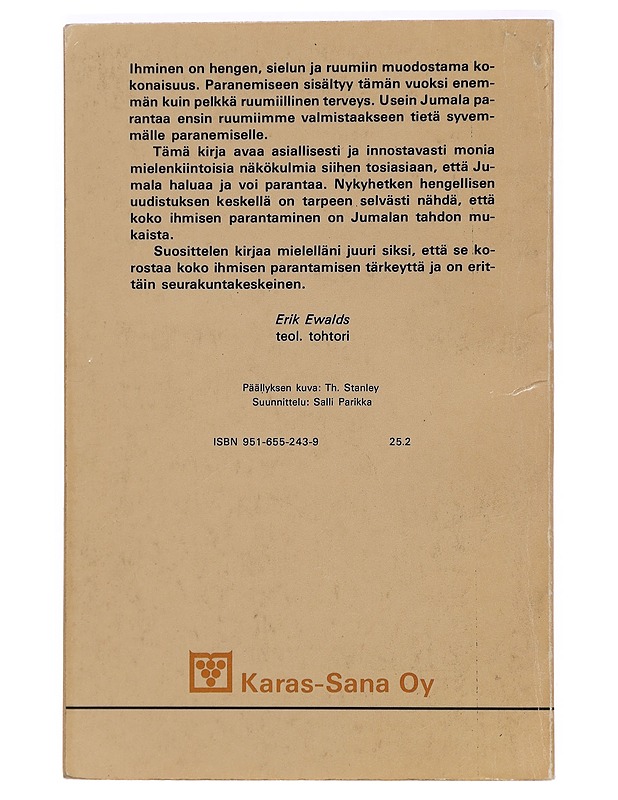 Ihminen on hengen, sielun ja ruumiin muodostama ko-
konaisuus. Paranemiseen sisältyy tämän vuoksi enem-
män kuin pelkkä ruumiillinen terveys. Usein Jumala pa-
rantaa ensin ruumiimme valmistaakseen tietä syvem-
mälle paranemiselle.
Tämä kirja avaa asiallisesti ja innostavasti monia
mielenkiintoisia näkökulmia siihen tosiasiaan, että Ju-
mala haluaa ja voi parantaa. Nykyhetken hengellisen
uudistuksen keskellä on tarpeen selvästi nähdä, että
koko ihmisen parantaminen on Jumalan tahdon mu-
kaista.
Suosittelen kirjaa mielelläni juuri siksi, että se ko-
rostaa koko ihmisen parantamisen tärkeyttä ja on erit-
täin seurakuntakeskeinen.
Erik Ewalds
teol. tohtori
Päällyksen kuva: Th. Stanley
Suunnittelu: Salli Parikka
ISBN 951-655-243-9 25.2
Karas-Sana Oy